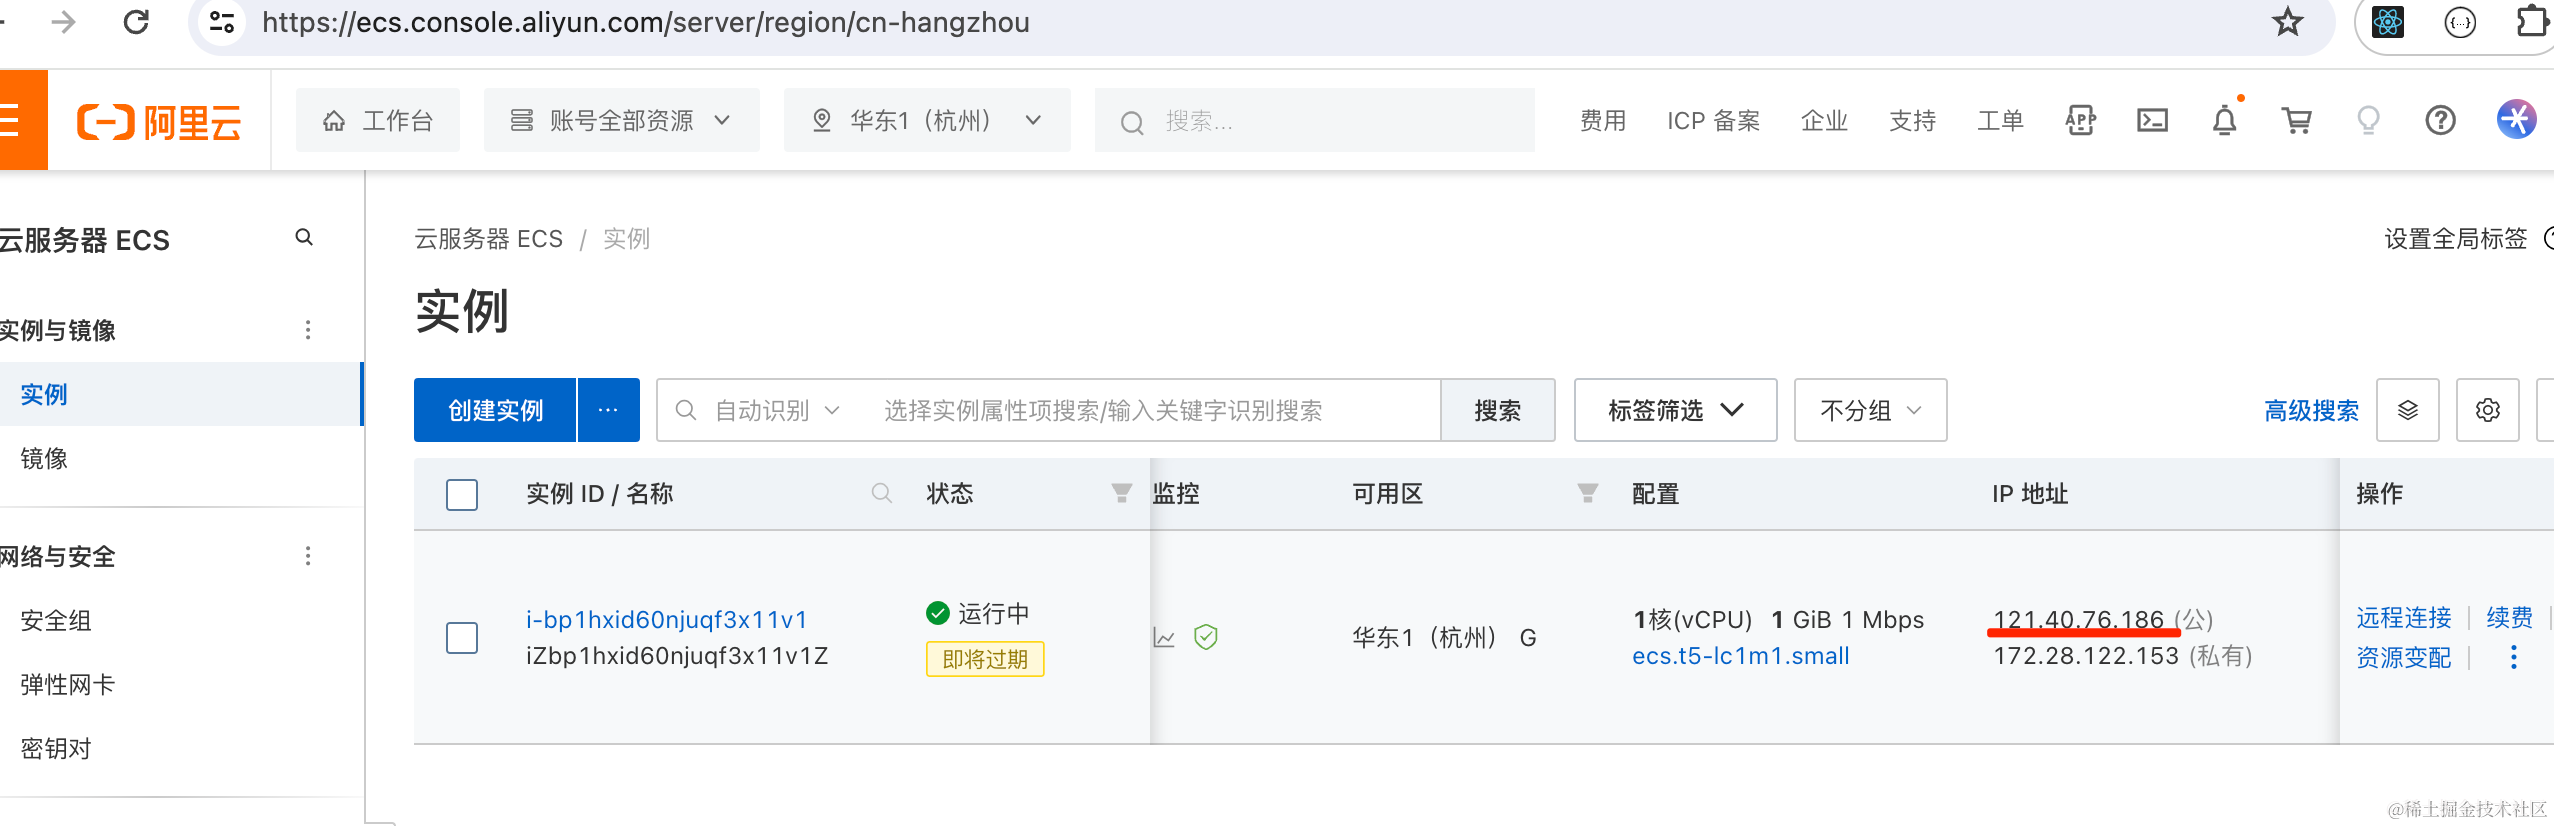 https://ecs.console.aliyun.com/server/region/cn-hangzhou
{...}
阿里云
工作台
账号全部资源
华东1（杭州）
搜索...
费用
ICP 备案
企业
支持
工单
APP
云服务器 ECS
云服务器 ECS / 实例
设置全局标签
实例
实例与镜像
实例
镜像
网络与安全
安全组
弹性网卡
密钥对
创建实例
...
自动识别
选择实例属性项搜索/输入关键字识别搜索
搜索
标签筛选
不分组
高级搜索
实例 ID / 名称
状态
监控
可用区
配置
IP 地址
操作
i-bp1hxid60njuqf3x11v1
iZbp1hxid60njuqf3x11v1Z
运行中
即将过期
华东1（杭州） G
1核(vCPU) 1 GiB 1 Mbps
ecs.t5-lc1m1.small
121.40.76.186 (公)
172.28.122.153 (私有)
远程连接
续费
资源变配
@稀土掘金技术社区